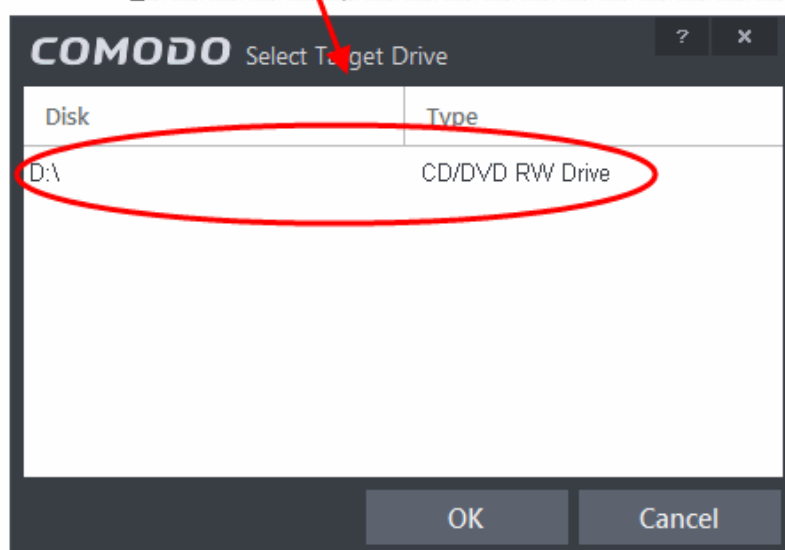 COMODO Select Target Drive ? ×
Disk Type
D:\ CD/DVD RW Drive
OK Cancel